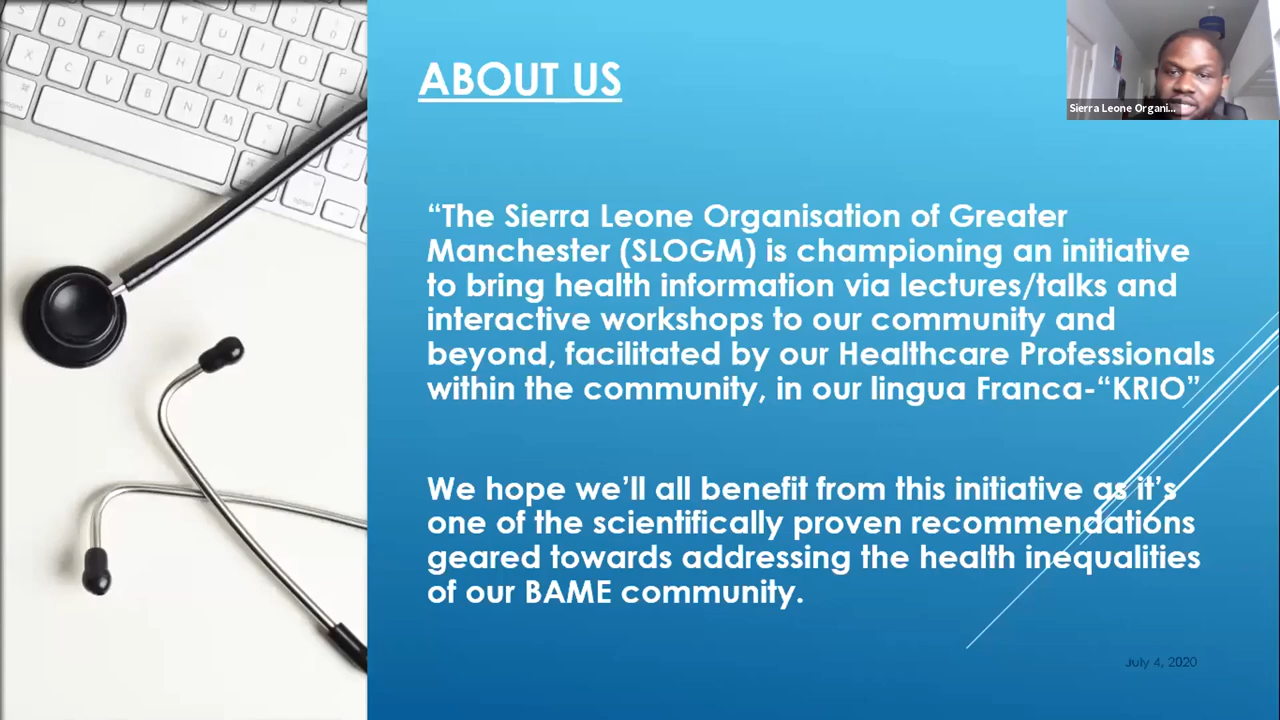 ABOUT US
Sierra Leone Organi...
“The Sierra Leone Organisation of Greater
Manchester (SLOGM) is championing an initiative
to bring health information via lectures/talks and
interactive workshops to our community and
beyond, facilitated by our Healthcare Professionals
within the community, in our lingua Franca-“KRIO”
We hope we’ll all benefit from this initiative as it’s
one of the scientifically proven recommendations
geared towards addressing the health inequalities
of our BAME community.
July 4, 2020